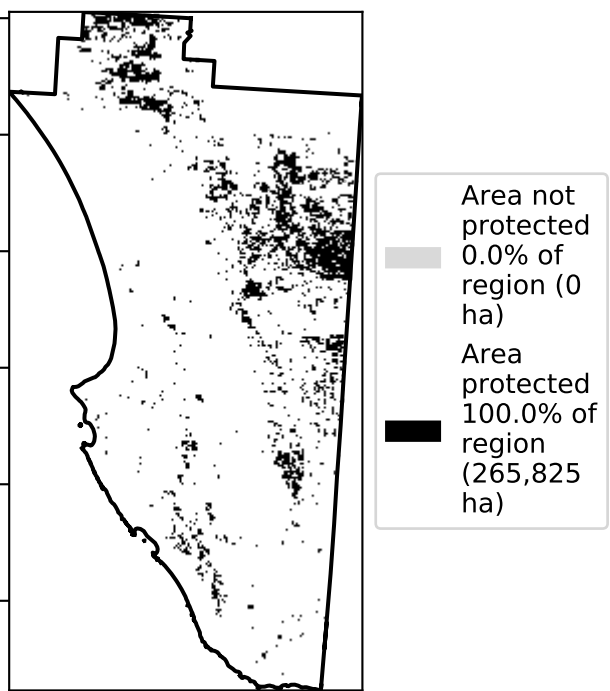 Area not
protected
0.0% of
region (0
ha)
Area
protected
100.0% of
region
(265,825
ha)